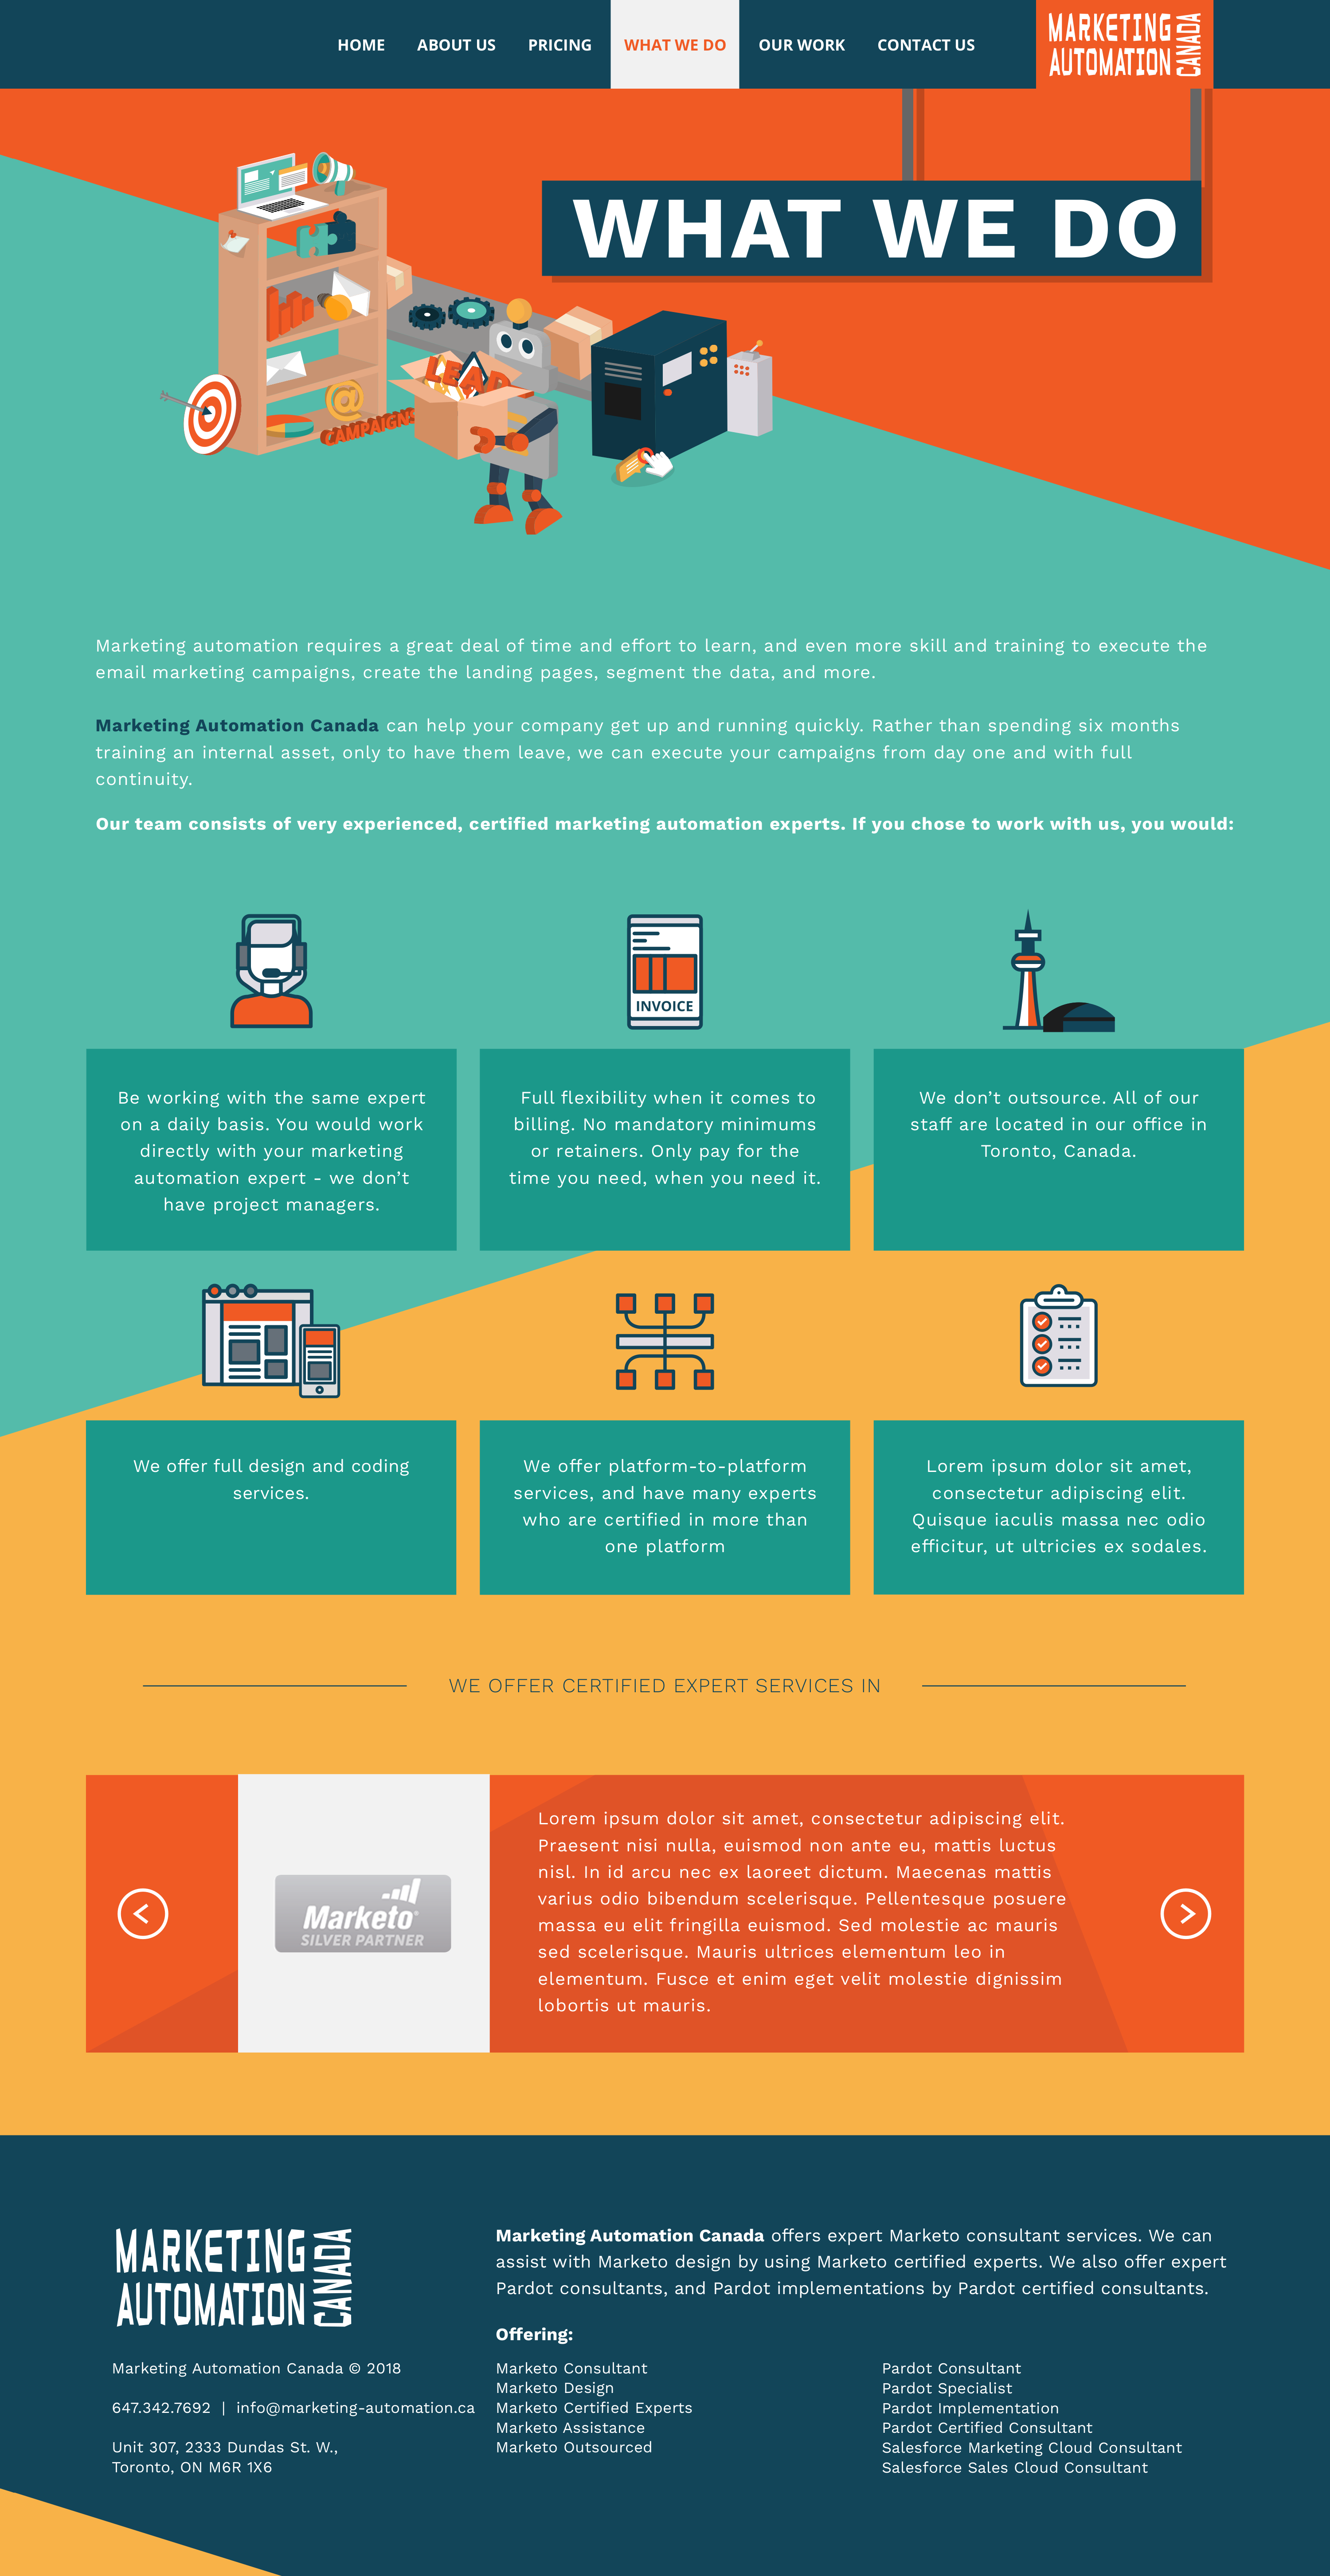 HOME ABOUT US PRICING WHAT WE DO OUR WORK CONTACT US
MARKETING
AUTOMATION
CANADA
WHAT WE DO
LEAD
@
CAMPAIGNS
Marketing automation requires a great deal of time and effort to learn, and even more skill and training to execute the
email marketing campaigns, create the landing pages, segment the data, and more.
Marketing Automation Canada can help your company get up and running quickly. Rather than spending six months
training an internal asset, only to have them leave, we can execute your campaigns from day one and with full
continuity.
Our team consists of very experienced, certified marketing automation experts. If you chose to work with us, you would:
INVOICE
Be working with the same expert
on a daily basis. You would work
directly with your marketing
automation expert - we don’t
have project managers.
Full flexibility when it comes to
billing. No mandatory minimums
or retainers. Only pay for the
time you need, when you need it.
We don’t outsource. All of our
staff are located in our office in
Toronto, Canada.
We offer full design and coding
services.
We offer platform-to-platform
services, and have many experts
who are certified in more than
one platform
Lorem ipsum dolor sit amet,
consectetur adipiscing elit.
Quisque iaculis massa nec odio
efficitur, ut ultricies ex sodales.
WE OFFER CERTIFIED EXPERT SERVICES IN
Marketo®
SILVER PARTNER
Lorem ipsum dolor sit amet, consectetur adipiscing elit.
Praesent nisi nulla, euismod non ante eu, mattis luctus
nisl. In id arcu nec ex laoreet dictum. Maecenas mattis
varius odio bibendum scelerisque. Pellentesque posuere
massa eu elit fringilla euismod. Sed molestie ac mauris
sed scelerisque. Mauris ultrices elementum leo in
elementum. Fusce et enim eget velit molestie dignissim
lobortis ut mauris.
MARKETING
AUTOMATION
CANADA
Marketing Automation Canada © 2018
647.342.7692 | info@marketing-automation.ca
Unit 307, 2333 Dundas St. W.,
Toronto, ON M6R 1X6
Marketing Automation Canada offers expert Marketo consultant services. We can
assist with Marketo design by using Marketo certified experts. We also offer expert
Pardot consultants, and Pardot implementations by Pardot certified consultants.
Offering:
Marketo Consultant
Marketo Design
Marketo Certified Experts
Marketo Assistance
Marketo Outsourced
Pardot Consultant
Pardot Specialist
Pardot Implementation
Pardot Certified Consultant
Salesforce Marketing Cloud Consultant
Salesforce Sales Cloud Consultant